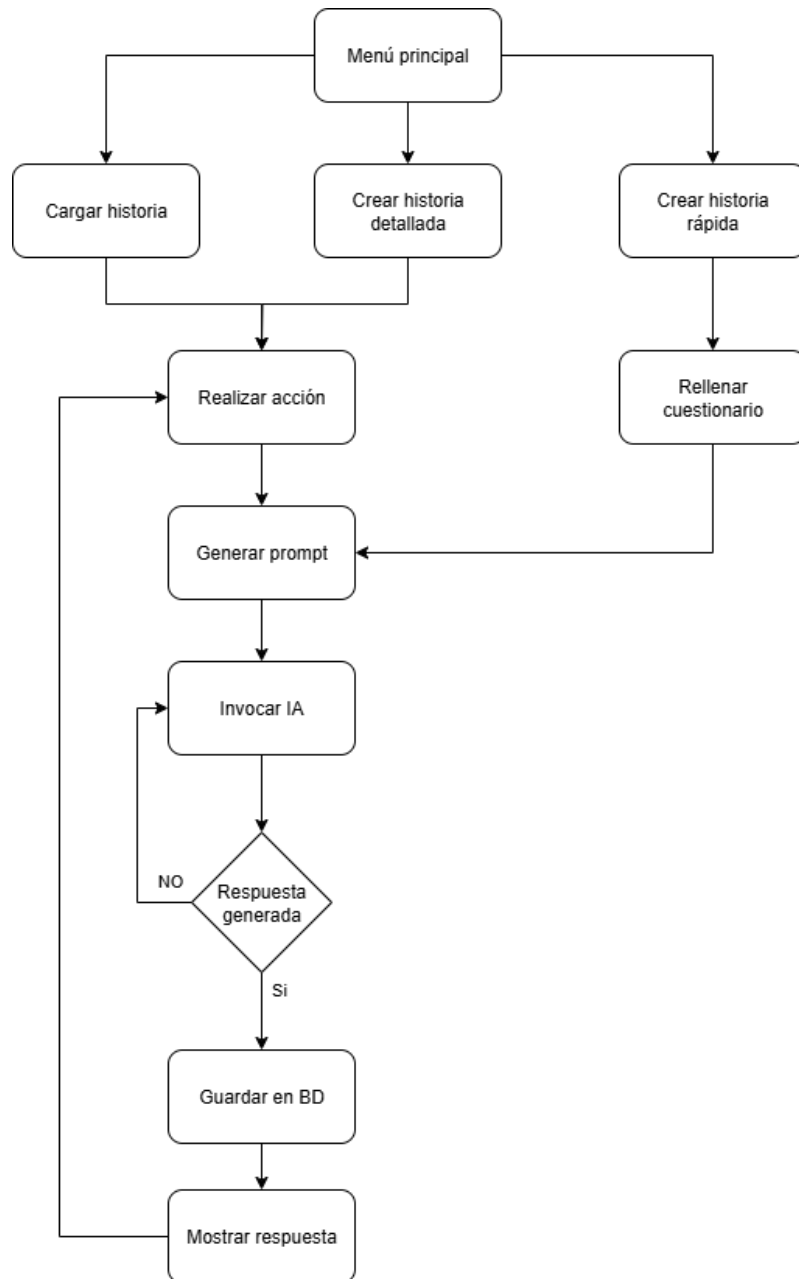 Menú principal
Cargar historia
Crear historia
detallada
Crear historia
rápida
Realizar acción
Rellenar
cuestionario
Generar prompt
Invocar IA
NO
Respuesta
generada
Si
Guardar en BD
Mostrar respuesta